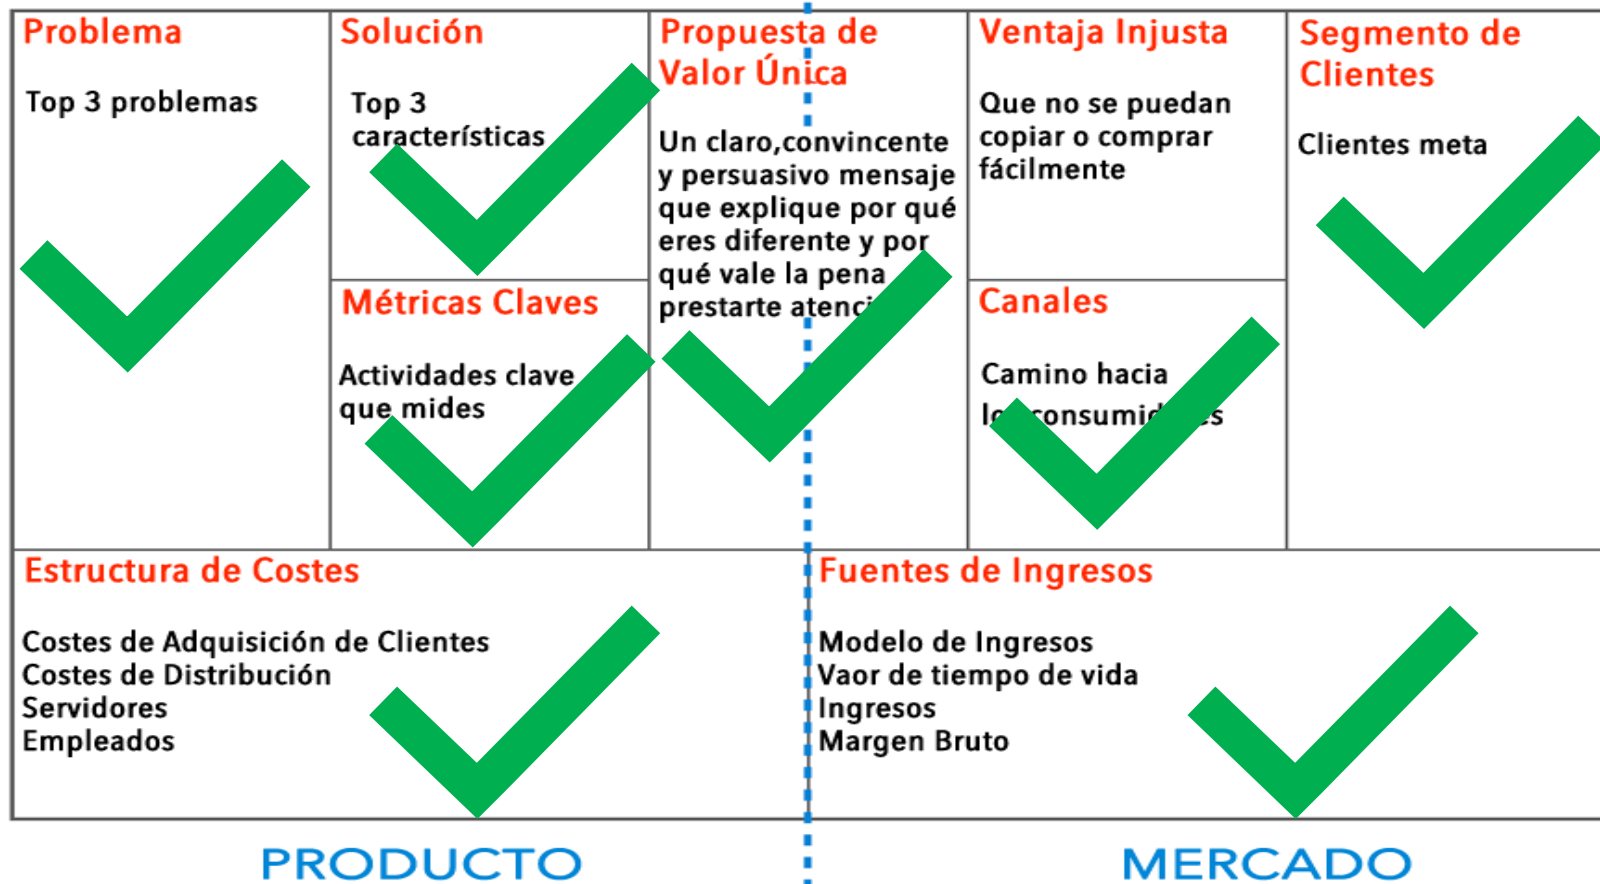 Problema
Top 3 problemas
Solución
Top 3
características
Métricas Claves
Actividades clave
que mides
Propuesta de
Valor Única
Un claro,convincente
y persuasivo mensaje
que explique por qué
eres diferente y por
qué vale la pena
prestarte
Ventaja Injusta
Que no se puedan
copiar o comprar
fácilmente
Canales
Camino hacia
Segmento de
Clientes
Clientes meta
Estructura de Costes
Costes de Adquisición de Clientes
Costes de Distribución
Servidores
Empleados
Fuentes de Ingresos
Modelo de Ingresos
Vaor de tiempo de vida
Ingresos
Margen Bruto
PRODUCTO
MERCADO